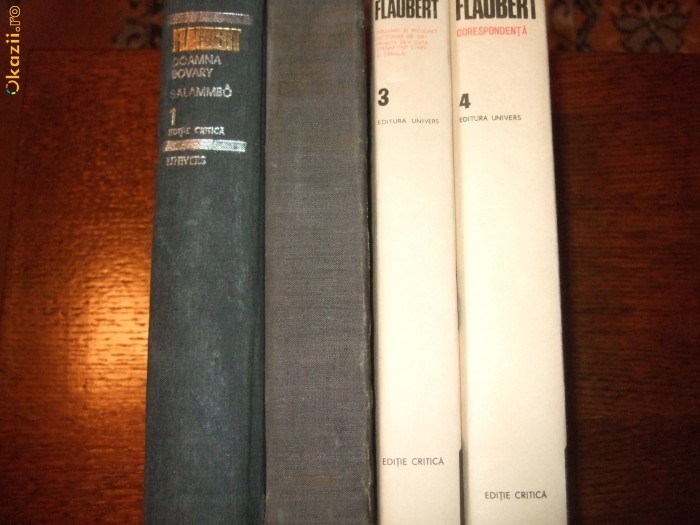 Okazii.ro
FLAUBERT
DOAMNA
BOVARY
SALAMMBÔ
1
EDIȚIE CRITICĂ
UNIVERS
FLAUBERT
3
EDITURA UNIVERS
EDIȚIE CRITICĂ
FLAUBERT
CORESPONDENȚĂ
4
EDITURA UNIVERS
EDIȚIE CRITICĂ